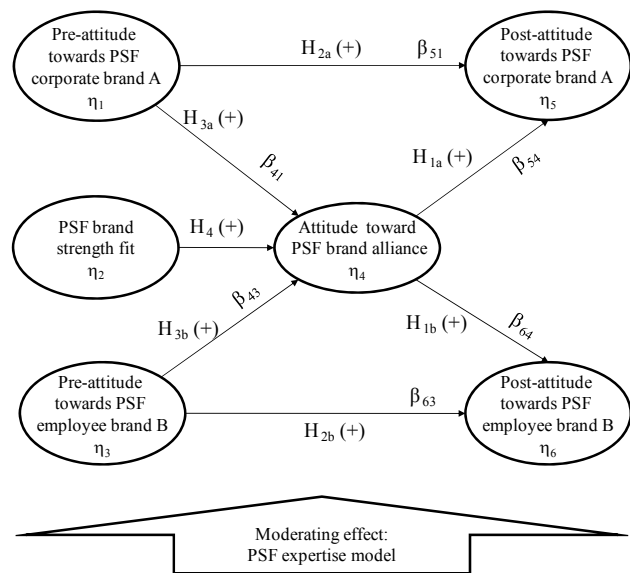 Pre-attitude
towards PSF
corporate brand A
η1
H2a (+)
β51
Post-attitude
towards PSF
corporate brand A
η5
H3a (+)
β41
H1a (+)
β54
PSF brand
strength fit
η2
H4 (+)
Attitude toward
PSF brand alliance
η4
H3b (+)
β43
H1b (+)
β64
Pre-attitude
towards PSF
employee brand B
η3
β63
H2b (+)
Post-attitude
towards PSF
employee brand B
η6
Moderating effect:
PSF expertise model